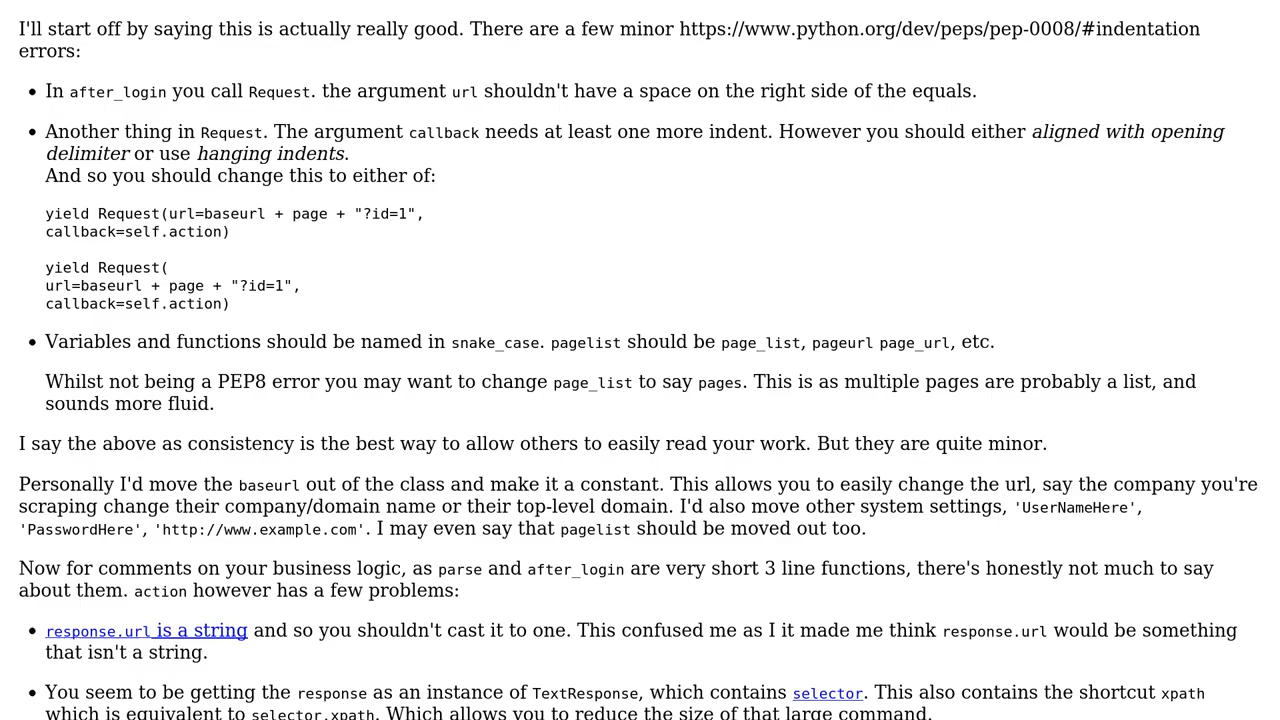 I'll start off by saying this is actually really good. There are a few minor https://www.python.org/dev/peps/pep-0008/#indentation
errors:
• In after_login you call Request. the argument url shouldn't have a space on the right side of the equals.
• Another thing in Request. The argument callback needs at least one more indent. However you should either aligned with opening
delimiter or use hanging indents.
And so you should change this to either of:
yield Request(url=baseurl + page + "?id=1",
callback=self.action)
yield Request(
url=baseurl + page + "?id=1",
callback=self.action)
• Variables and functions should be named in snake_case. pagelist should be page_list, pageurl page_url, etc.
Whilst not being a PEP8 error you may want to change page_list to say pages. This is as multiple pages are probably a list, and
sounds more fluid.
I say the above as consistency is the best way to allow others to easily read your work. But they are quite minor.
Personally I'd move the baseurl out of the class and make it a constant. This allows you to easily change the url, say the company you're
scraping change their company/domain name or their top-level domain. I'd also move other system settings, 'UserNameHere',
'PasswordHere', 'http://www.example.com'. I may even say that pagelist should be moved out too.
Now for comments on your business logic, as parse and after_login are very short 3 line functions, there's honestly not much to say
about them. action however has a few problems:
• response.url is a string and so you shouldn't cast it to one. This confused me as I it made me think response.url would be something
that isn't a string.
• You seem to be getting the response as an instance of TextResponse, which contains selector. This also contains the shortcut xpath
which is equivalent to selector.xpath. Which allows you to reduce the size of that large command.